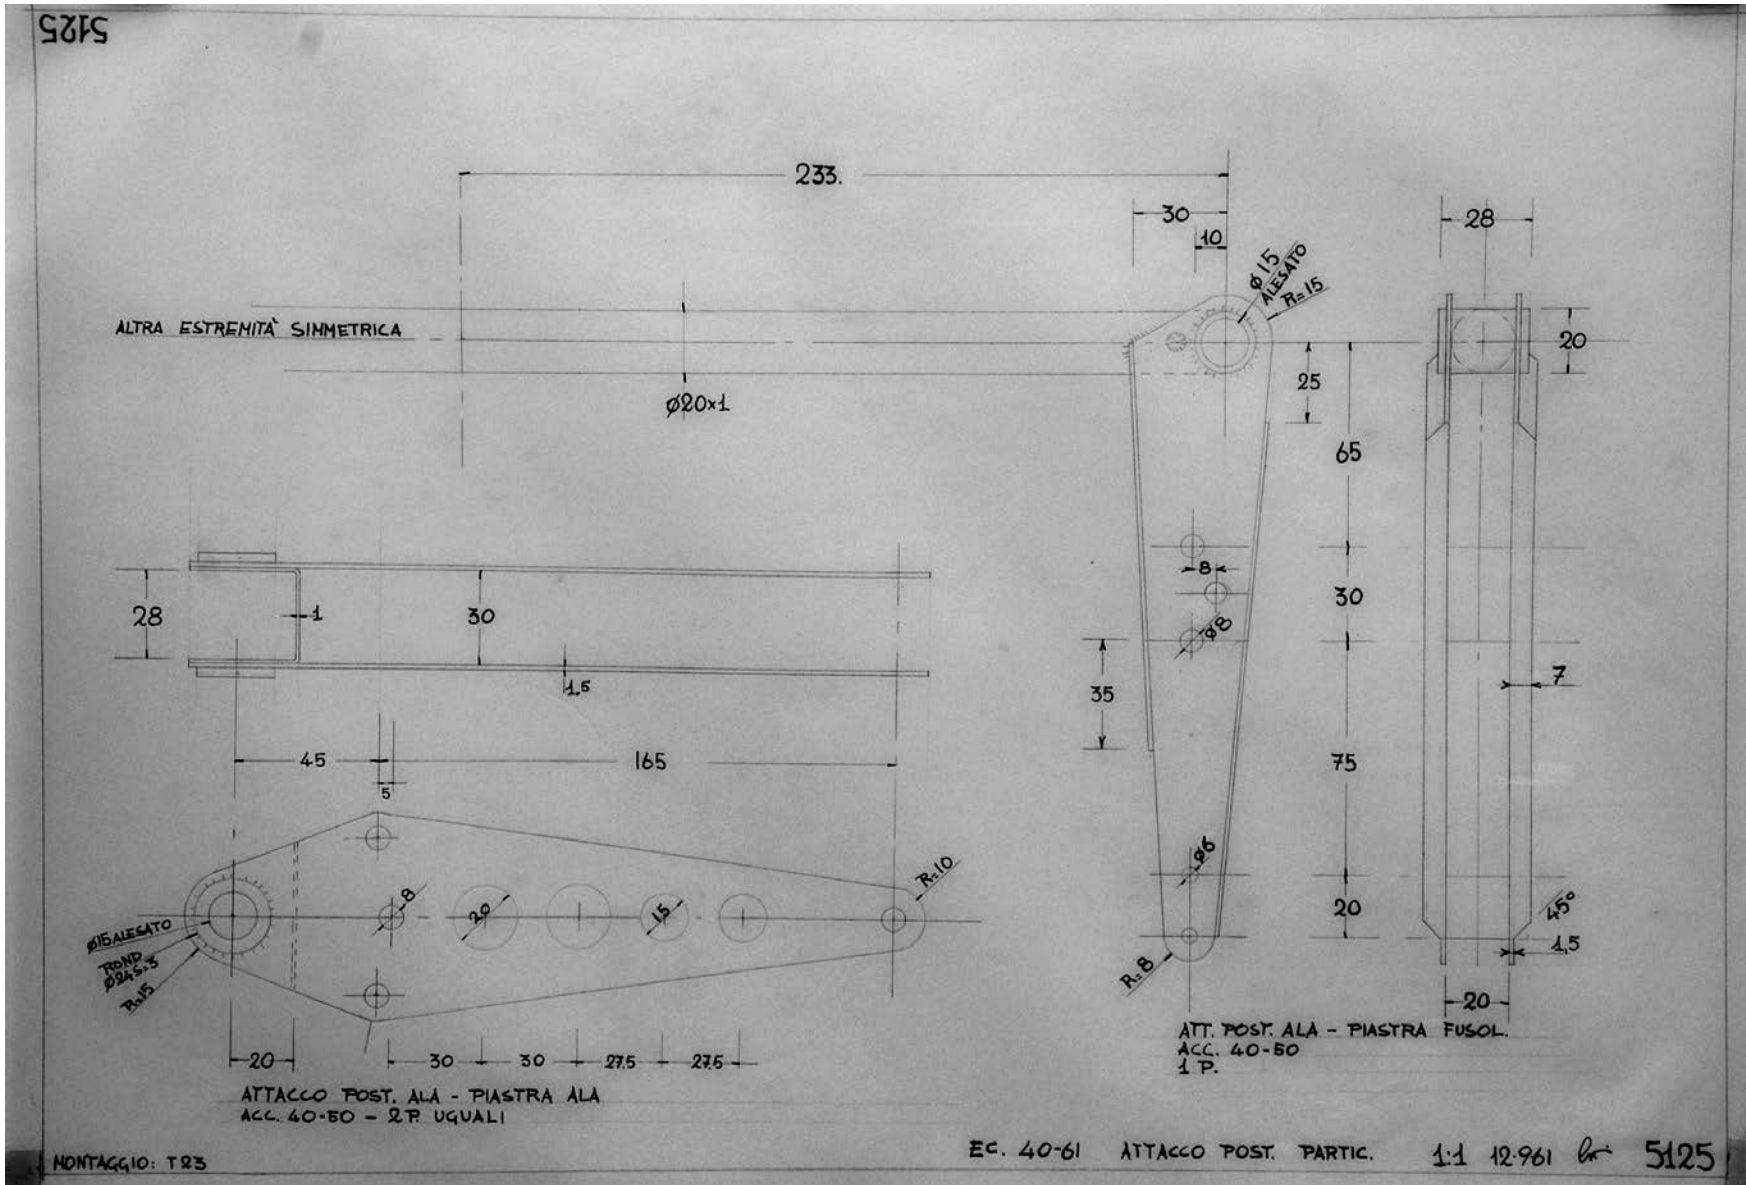 5125
233.
30
10
Ø15
ALESATO
R=15
28
20
ALTRA ESTREMITÀ SIMMETRICA
Ø20x1
25
65
28
1
30
1.5
8
30
Ø8
35
7
75
45
165
5
Ø6
20
R=8
45°
1,5
20
Ø15 ALESATO
ROND
R=15
8
20
15
R=10
20
30
30
27.5
27.5
ATTACCO POST. ALA - PIASTRA ALA
ACC. 40-50 - 2 P. UGUALI
ATT. POST. ALA - PIASTRA FUSOL.
ACC. 40-50
1 P.
MONTAGGIO: T23
EC. 40-61 ATTACCO POST. PARTIC. 1:1 12·961 5125